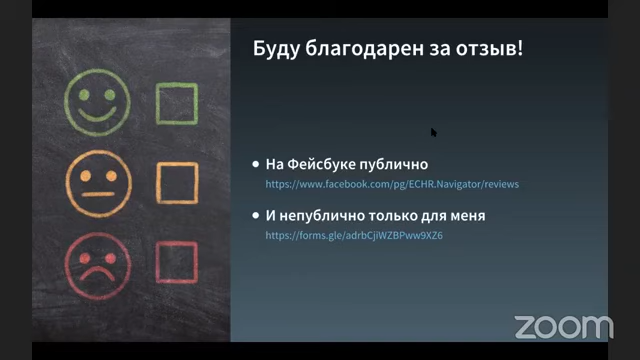 Буду благодарен за отзыв!
На Фейсбуке публично
https://www.facebook.com/pg/ECHR.Navigator/reviews
И непублично только для меня
https://forms.gle/adrbCjiWZBPww9XZ6
zoom